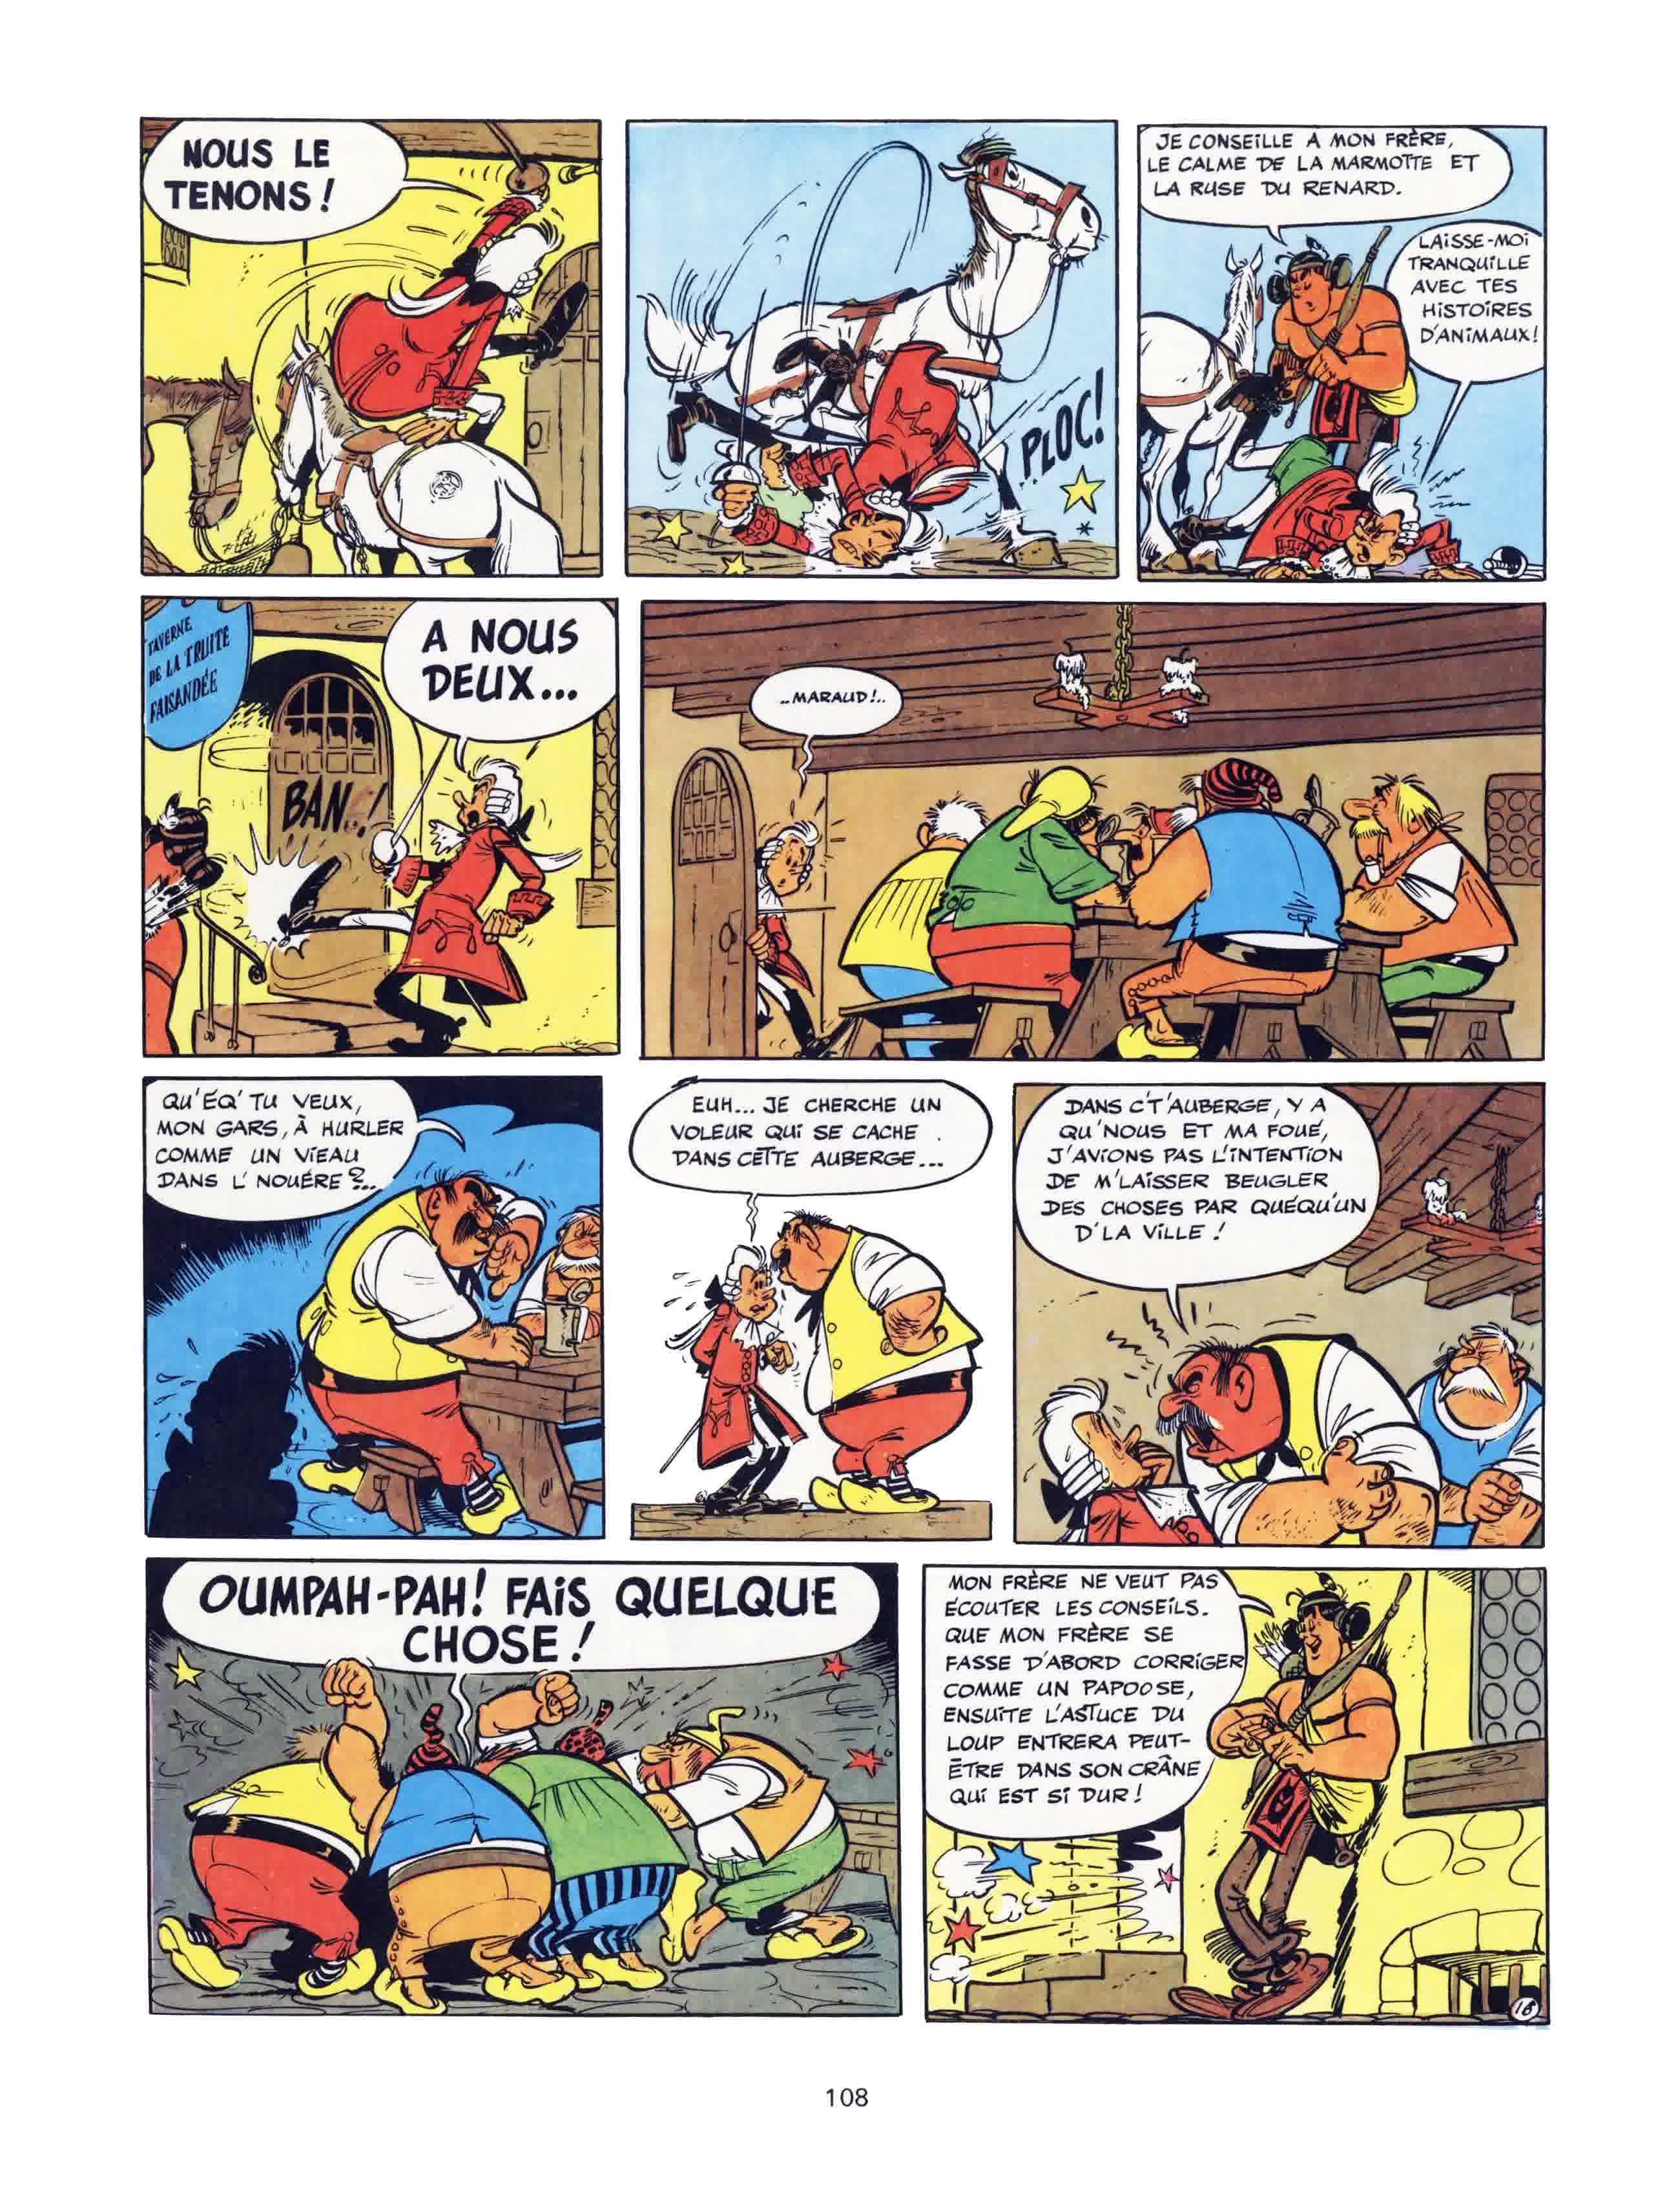 NOUS LE
TENONS !
PLOC!
JE CONSEILLE A MON FRÈRE,
LE CALME DE LA MARMOTTE ET
LA RUSE DU RENARD.
LAISSE-MOI
TRANQUILLE
AVEC TES
HISTOIRES
D'ANIMAUX!
TAVERNE
DE LA TRUITE
FAISANDÉE
A NOUS
DEUX...
BAN
..MARAUD!..
QU'ÉQ' TU VEUX,
MON GARS, À HURLER
COMME UN VIEAU
DANS L' NOUÉRE ?...
EUH... JE CHERCHE UN
VOLEUR QUI SE CACHE
DANS CETTE AUBERGE...
DANS C'T'AUBERGE, Y A
QU'NOUS ET MA FOUÉ,
J'AVIONS PAS L'INTENTION
DE M'LAISSER BEUGLER
DES CHOSES PAR QUÉQU'UN
D'LA VILLE !
OUMPAH-PAH! FAIS QUELQUE
CHOSE !
MON FRÈRE NE VEUT PAS
ÉCOUTER LES CONSEILS.
QUE MON FRÈRE SE
FASSE D'ABORD CORRIGER
COMME UN PAPOOSE,
ENSUITE L'ASTUCE DU
LOUP ENTRERA PEUT-
ÊTRE DANS SON CRÂNE
QUI EST SI DUR !
16
108